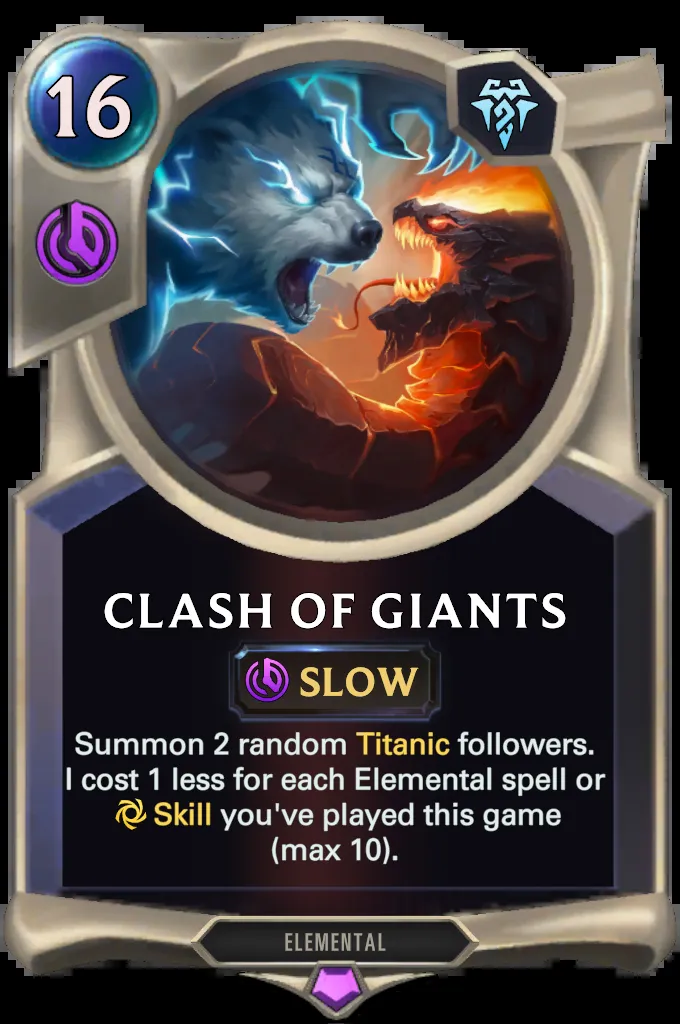 16
CLASH OF GIANTS
SLOW
Summon 2 random Titanic followers.
I cost 1 less for each Elemental spell or
Skill you've played this game
(max 10).
ELEMENTAL